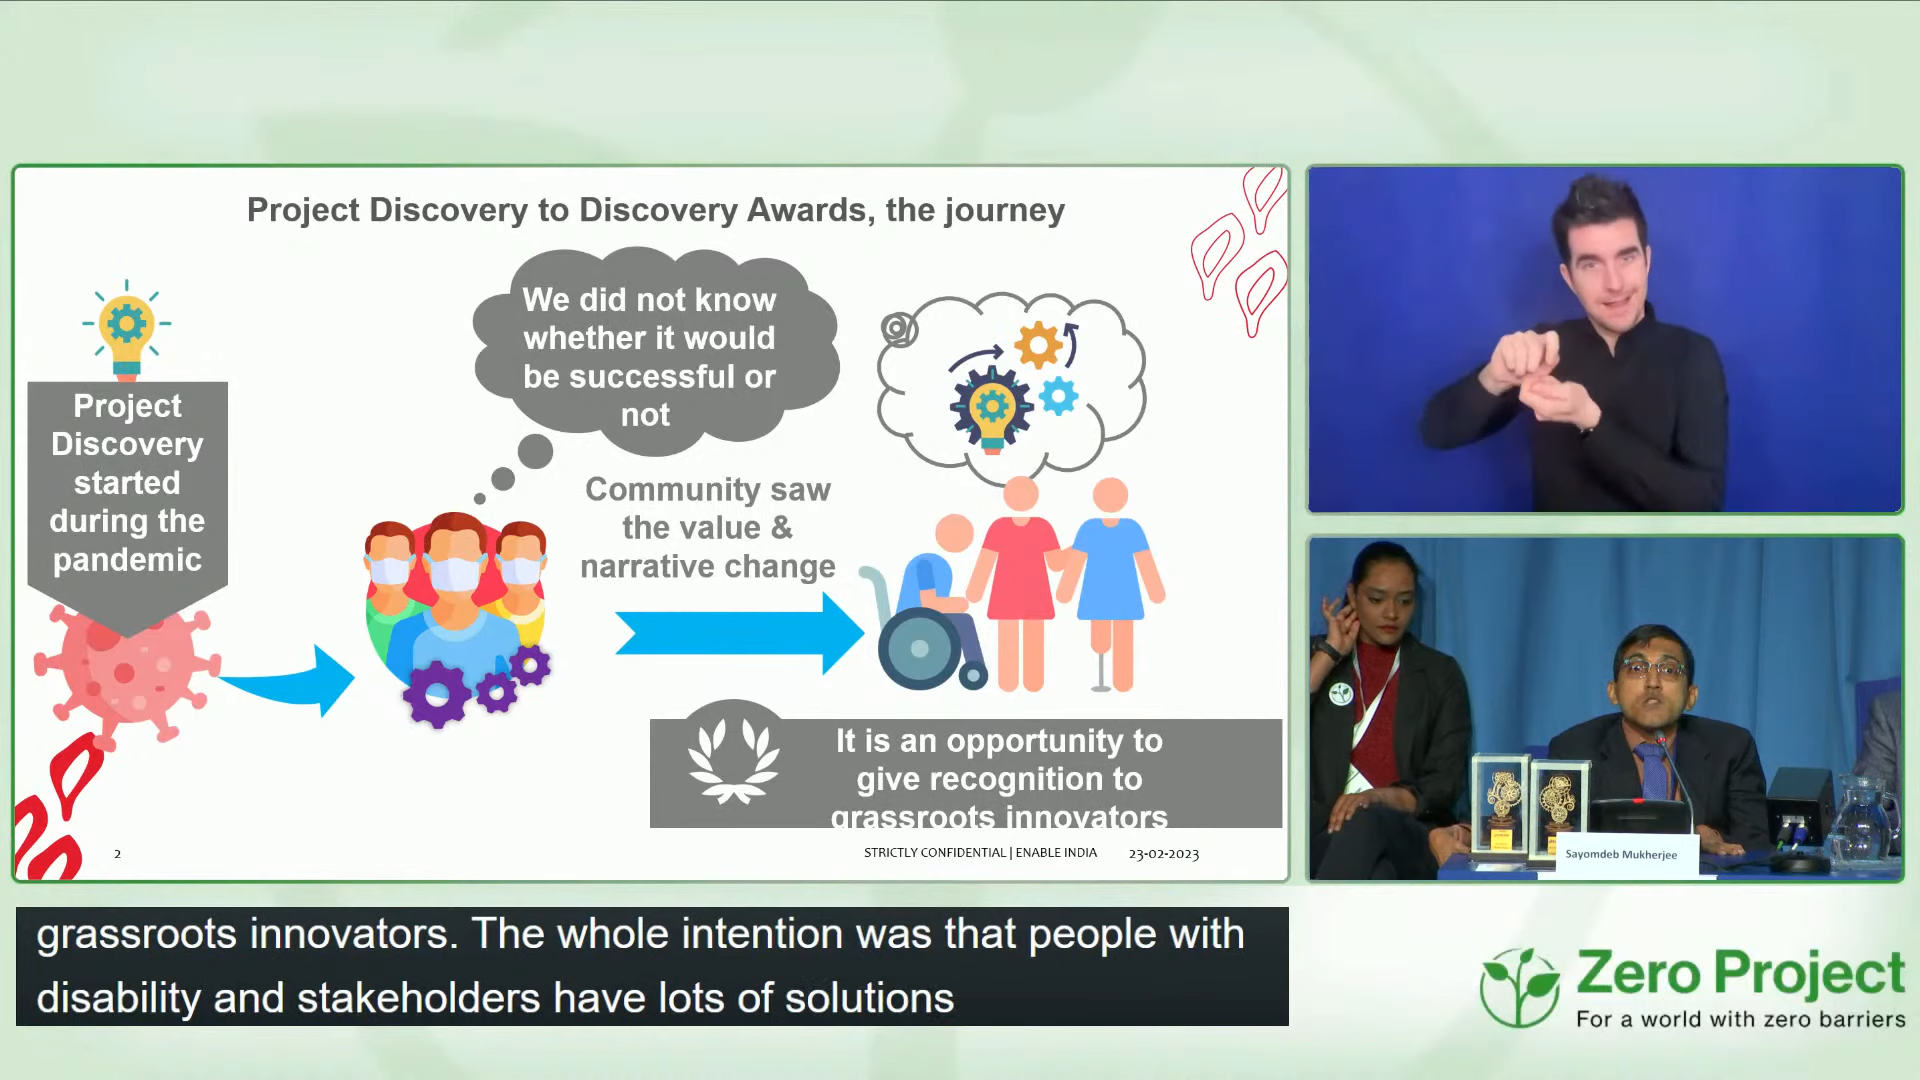 Project Discovery to Discovery Awards, the journey
Project
Discovery
started
during the
pandemic
We did not know
whether it would
be successful or
not
Community saw
the value &
narrative change
It is an opportunity to
give recognition to
grassroots innovators
2
STRICTLY CONFIDENTIAL | ENABLE INDIA
23-02-2023
Sayomdeb Mukherjee
grassroots innovators. The whole intention was that people with
disability and stakeholders have lots of solutions
Zero Project
For a world with zero barriers